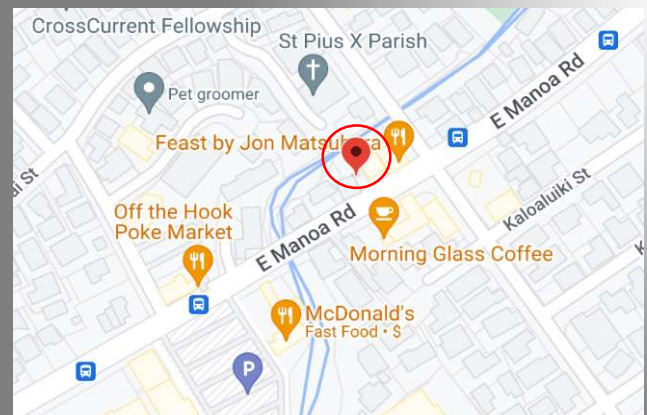 CrossCurrent Fellowship
St Pius X Parish
Pet groomer
E Manoa Rd
Feast by Jon Matsuhara
Kaloaluiki St
Off the Hook
Poke Market
E Manoa Rd
Morning Glass Coffee
McDonald's
Fast Food • $
P